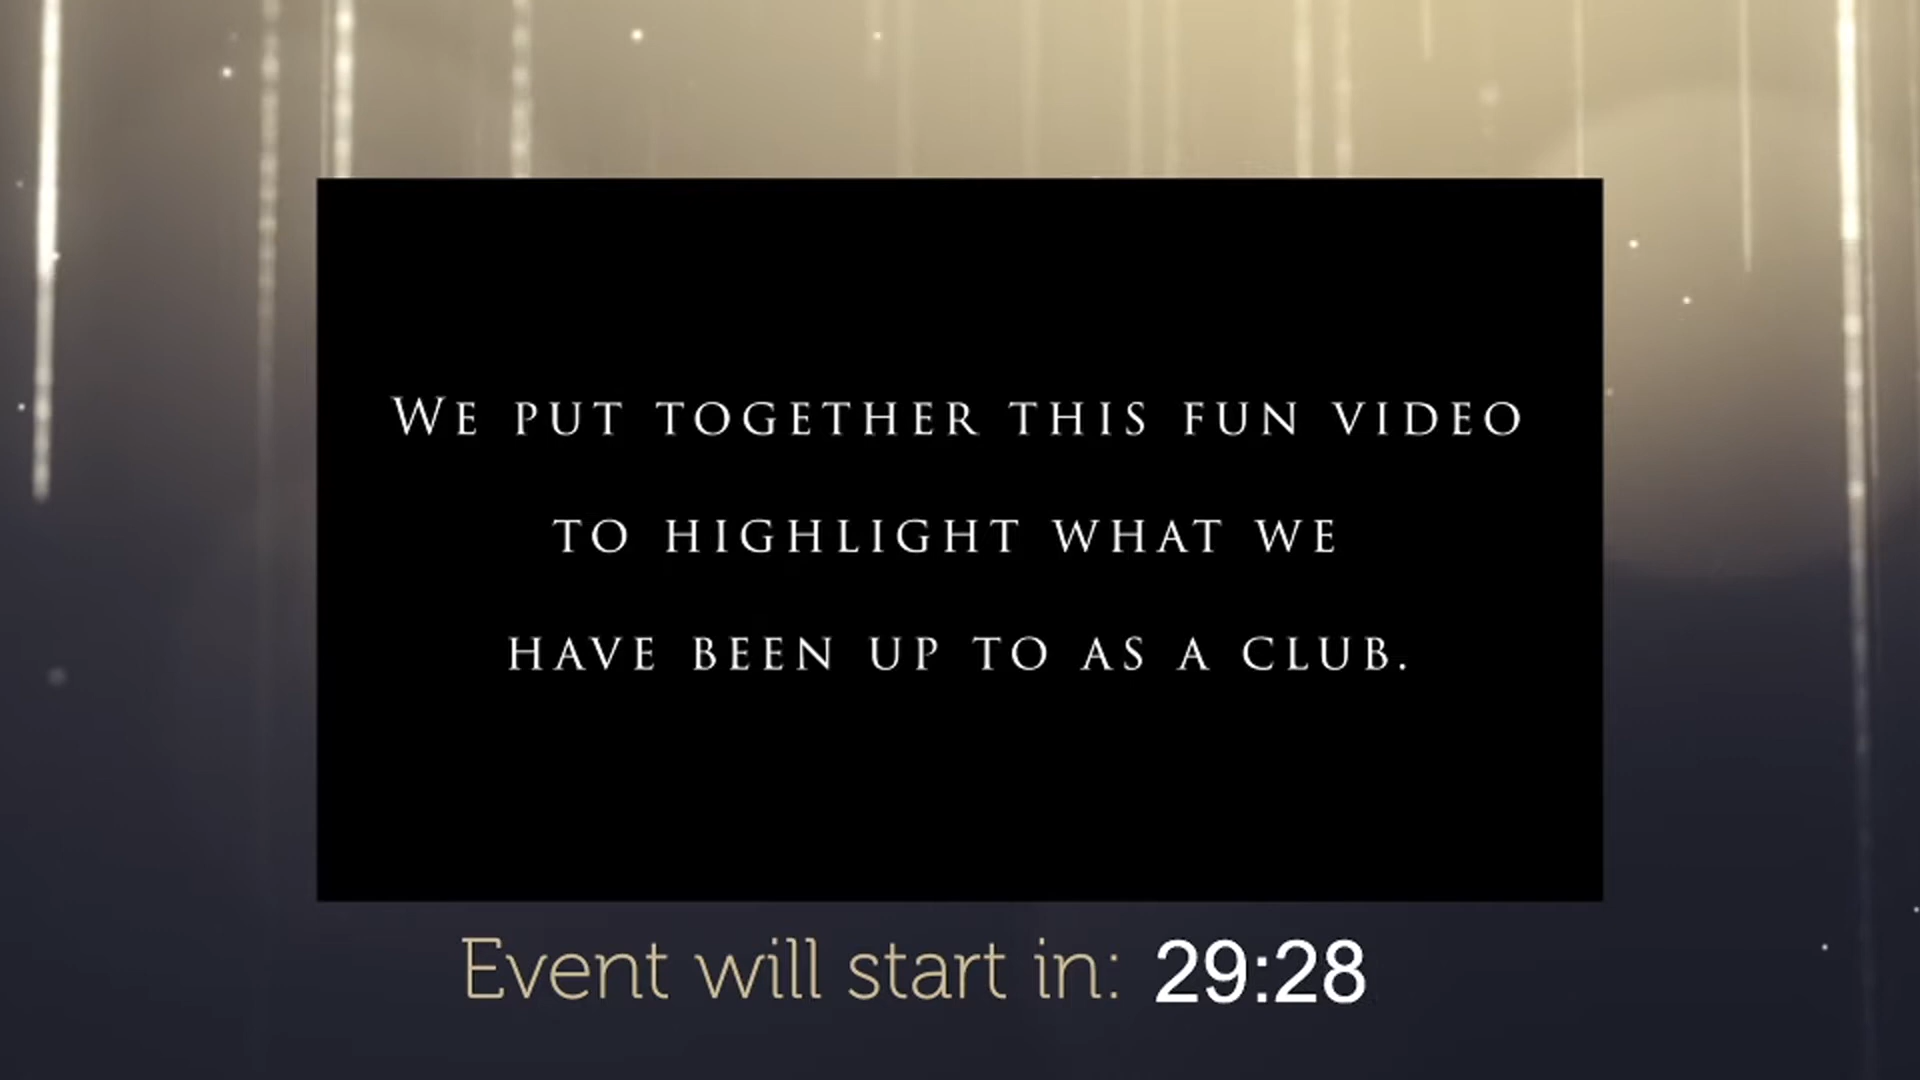 We put together this fun video
to highlight what we
have been up to as a club.
Event will start in: 29:28